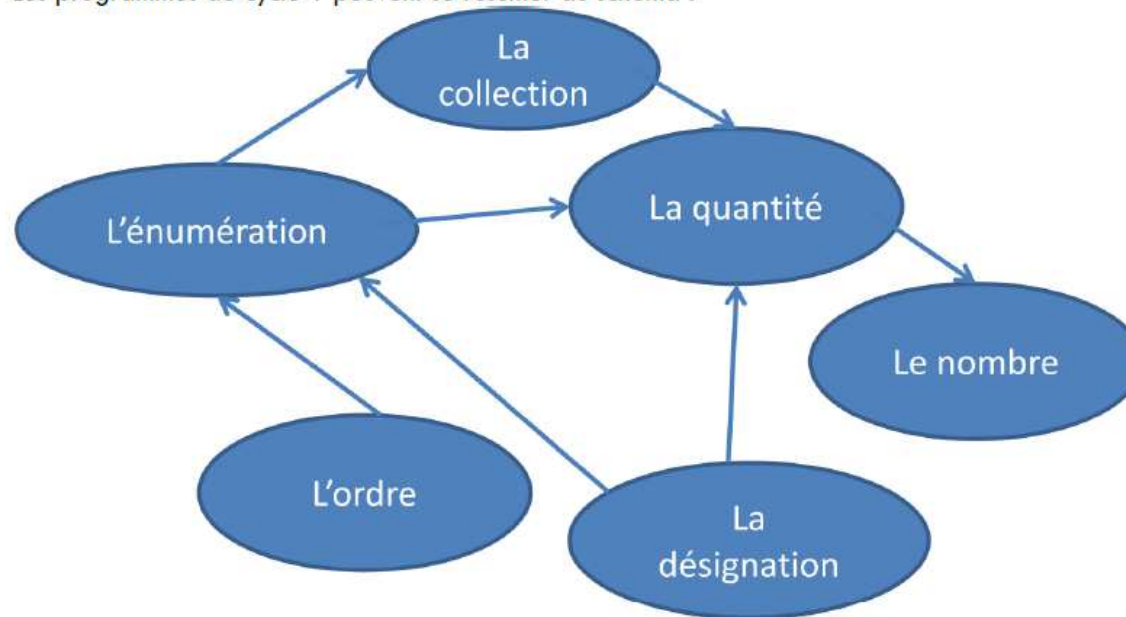 La
collection
La quantité
L'énumération
Le nombre
L'ordre
La
désignation